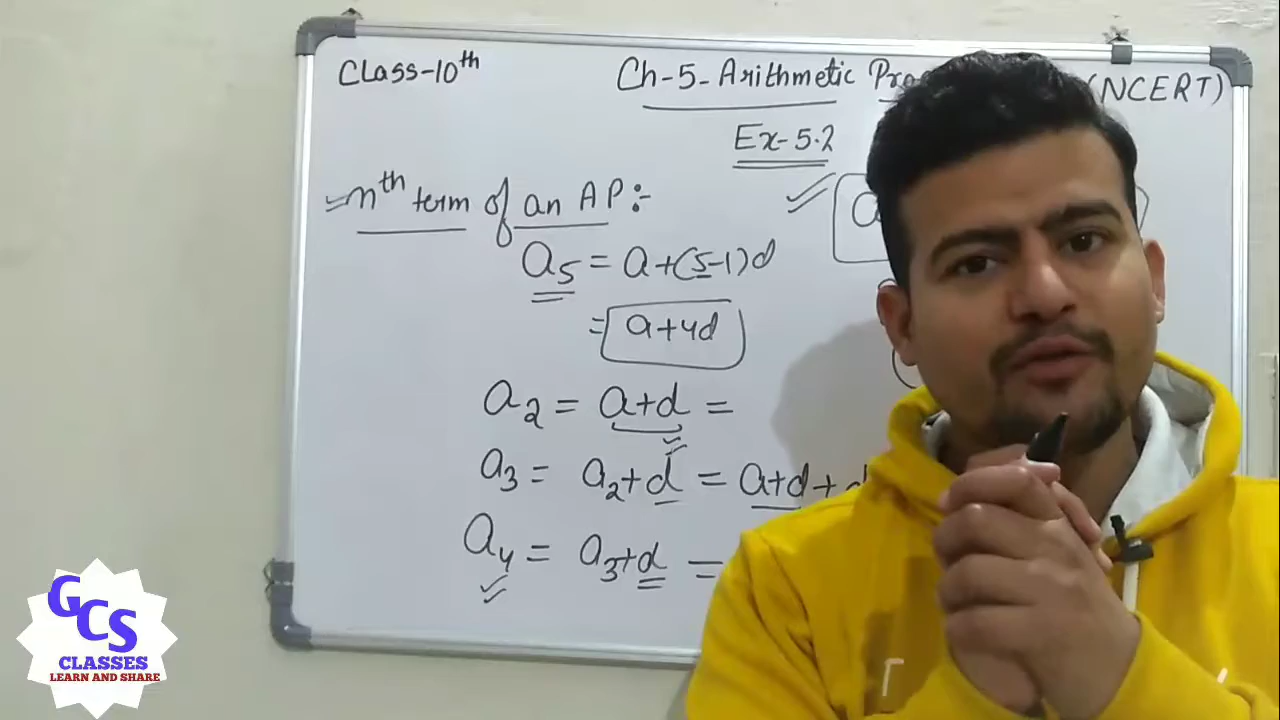 Class-10th
Ch-5-Arithmetic (NCERT)
Ex-5.2
nth term of an AP:-
a5 = a+(5-1)d
= a+4d
a2 = a+d =
a3 = a2+d = a+d+
a4 = a3+d =
GCS
CLASSES
LEARN AND SHARE